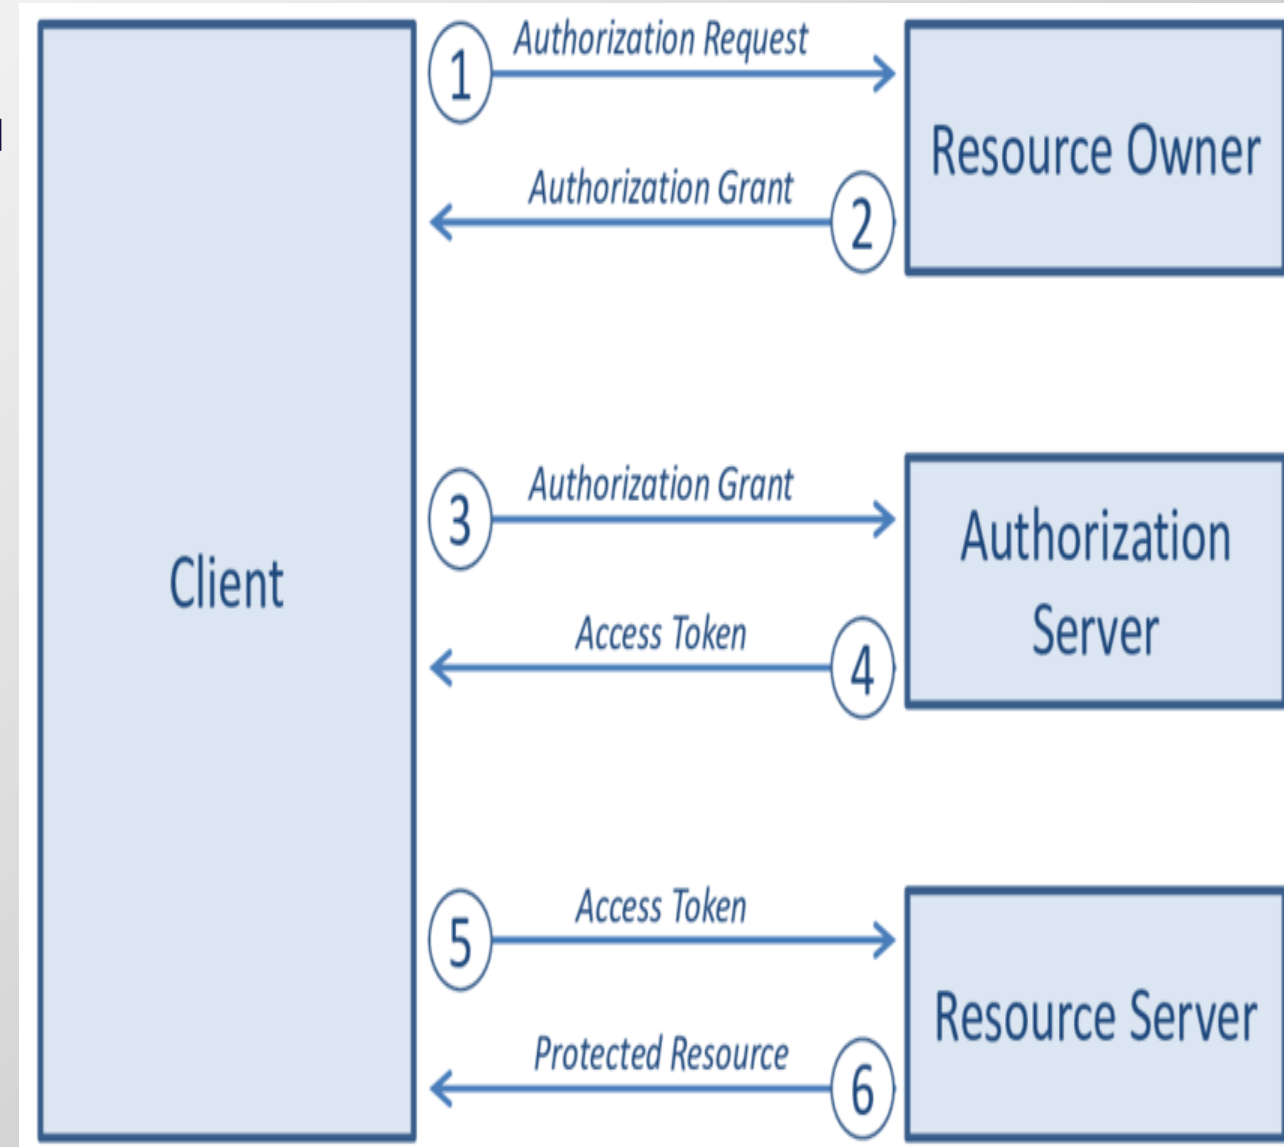 1
Authorization Request
Resource Owner
Authorization Grant
2
3
Authorization Grant
Authorization
Server
Access Token
4
Client
5
Access Token
Resource Server
Protected Resource
6